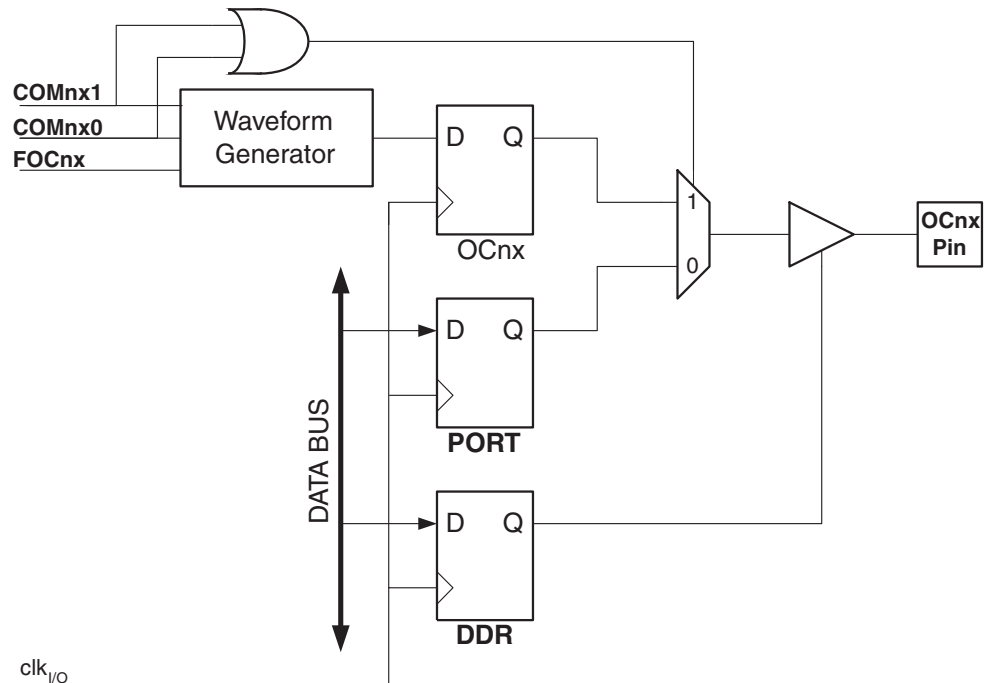 COMnx1
COMnx0
FOCnx
Waveform
Generator
D Q
OCnx
1
0
OCnx
Pin
D Q
PORT
DATA BUS
D Q
DDR
clkI/O